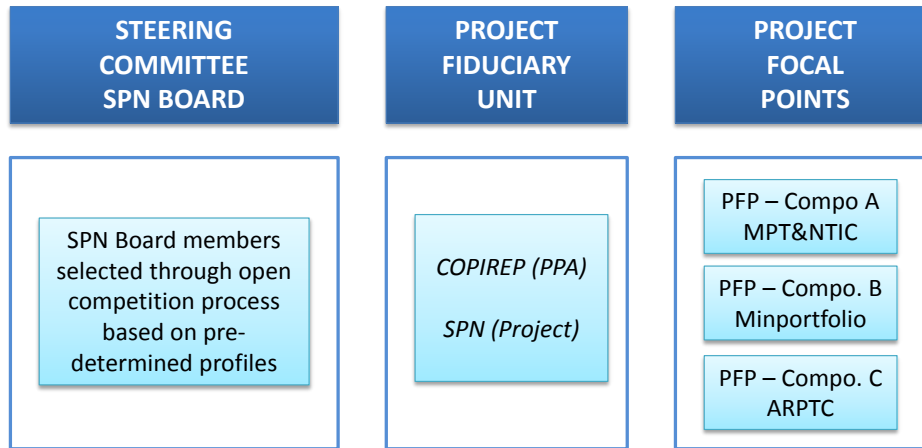 STEERING
COMMITTEE
SPN BOARD
SPN Board members
selected through open
competition process
based on pre-
determined profiles
PROJECT
FIDUCIARY
UNIT
COPIREP (PPA)
SPN (Project)
PROJECT
FOCAL
POINTS
PFP – Compo A
MPT&NTIC
PFP – Compo. B
Minportfolio
PFP – Compo. C
ARPTC